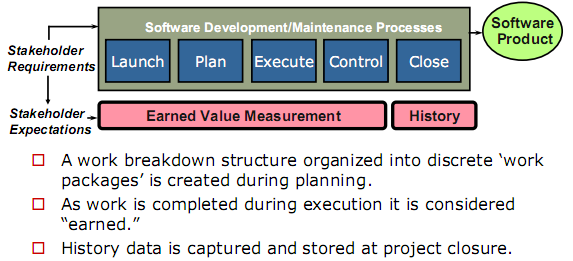 Software Development/Maintenance Processes
Software
Product
Stakeholder
Requirements
Launch
Plan
Execute
Control
Close
Stakeholder
Expectations
Earned Value Measurement
History
A work breakdown structure organized into discrete ‘work
packages’ is created during planning.
As work is completed during execution it is considered
“earned.”
History data is captured and stored at project closure.